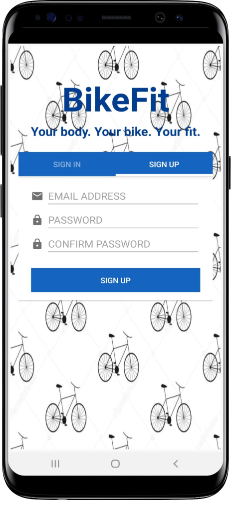 BikeFit
Your body. Your bike. Your fit.
SIGN IN SIGN UP
EMAIL ADDRESS
PASSWORD
CONFIRM PASSWORD
SIGN UP